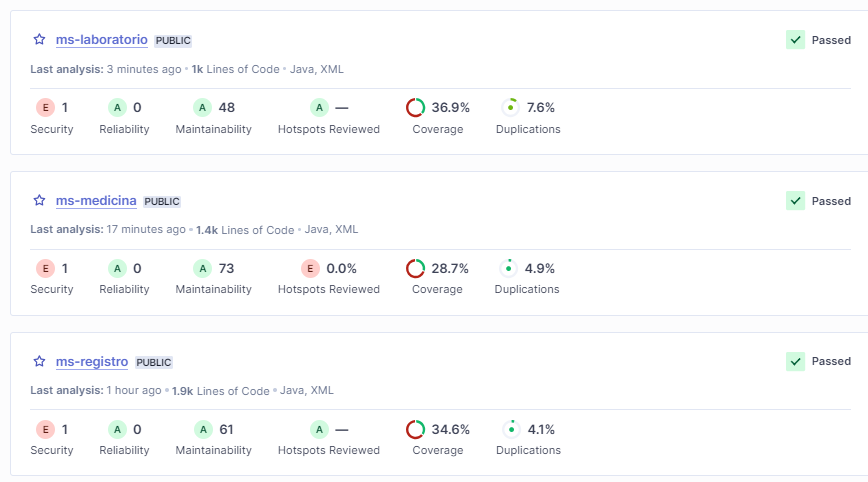 ms-laboratorio PUBLIC Passed
Last analysis: 3 minutes ago • 1k Lines of Code • Java, XML
E 1 A 0 A 48 A — 36.9% 7.6%
Security Reliability Maintainability Hotspots Reviewed Coverage Duplications
ms-medicina PUBLIC Passed
Last analysis: 17 minutes ago • 1.4k Lines of Code • Java, XML
E 1 A 0 A 73 E 0.0% 28.7% 4.9%
Security Reliability Maintainability Hotspots Reviewed Coverage Duplications
ms-registro PUBLIC Passed
Last analysis: 1 hour ago • 1.9k Lines of Code • Java, XML
E 1 A 0 A 61 A — 34.6% 4.1%
Security Reliability Maintainability Hotspots Reviewed Coverage Duplications